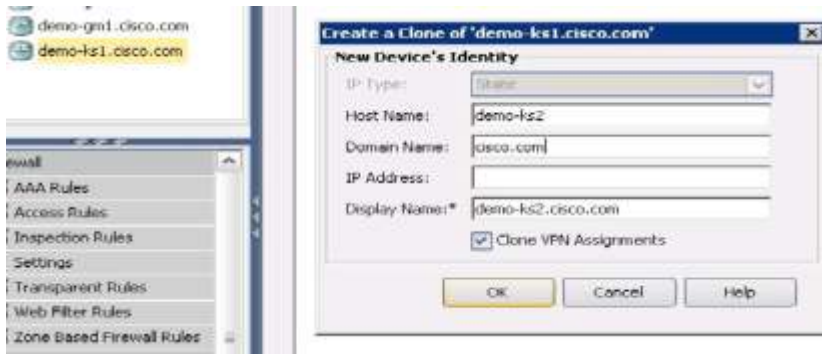 demo-gm1.cisco.com
demo-ks1.cisco.com
ewall
AAA Rules
Access Rules
Inspection Rules
Settings
Transparent Rules
Web Filter Rules
Zone Based Firewall Rules
Create a Clone of 'demo-ks1.cisco.com'
New Device's Identity
IP Type:
Static
Host Name:
demo-ks2
Domain Name:
cisco.com
IP Address:
Display Name:*
demo-ks2.cisco.com
Clone VPN Assignments
OK
Cancel
Help